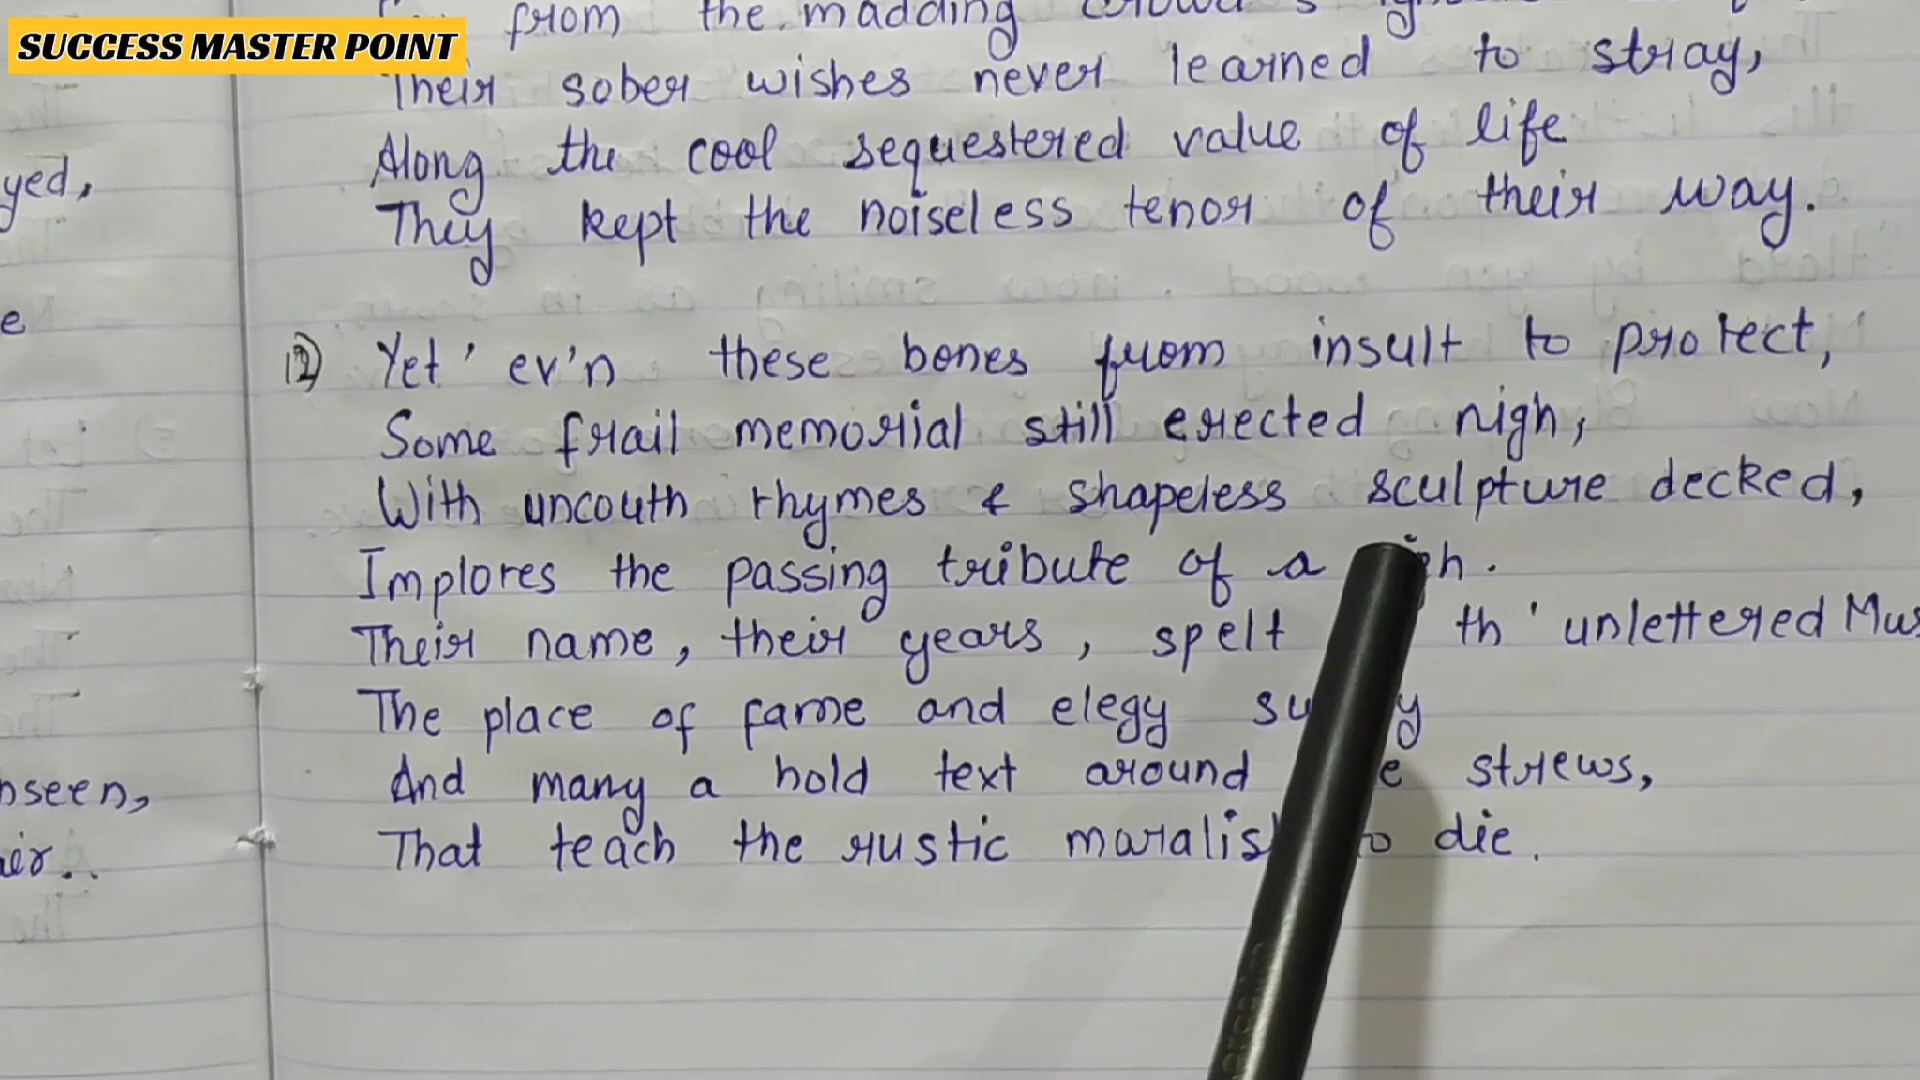 SUCCESS MASTER POINT
from the madding
Their sober wishes never learned to stray,
Along the cool sequestered value of life
They kept the noiseless tenor of their way.
yed,
e
nseen,
12 Yet' ev'n these bones from insult to protect,
Some frail memorial still erected nigh,
With uncouth rhymes & shapeless sculpture decked,
Implores the passing tribute of a
Their name, their years, spelt th' unlettered Mus
The place of fame and elegy
And many a hold text around strews,
That teach the rustic moralist die.